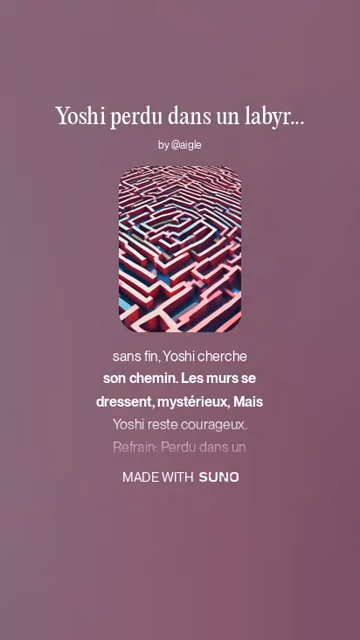 Yoshi perdu dans un labyr...
by @aigle
sans fin, Yoshi cherche
son chemin. Les murs se
dressent, mystérieux, Mais
Yoshi reste courageux.
Refrain: Perdu dans un
MADE WITH SUNO